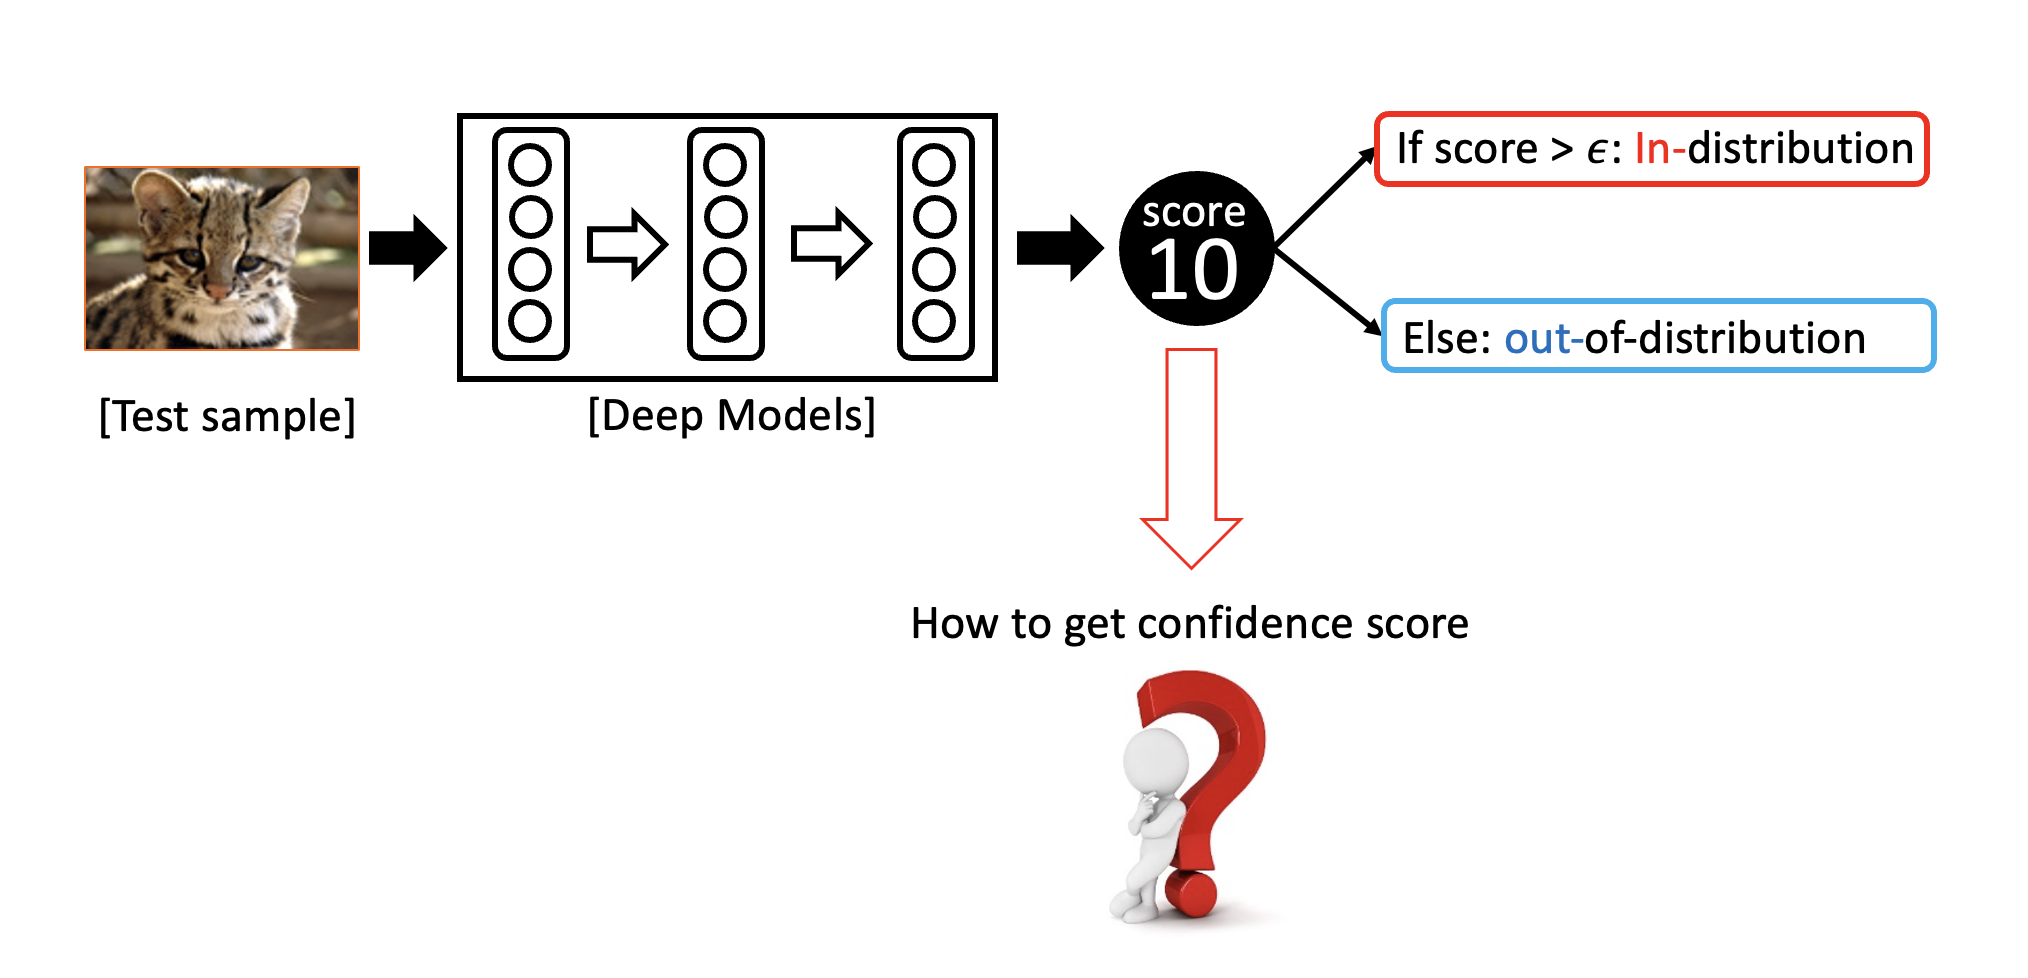 [Test sample]
[Deep Models]
score
10
If score > ϵ: In-distribution
Else: out-of-distribution
How to get confidence score